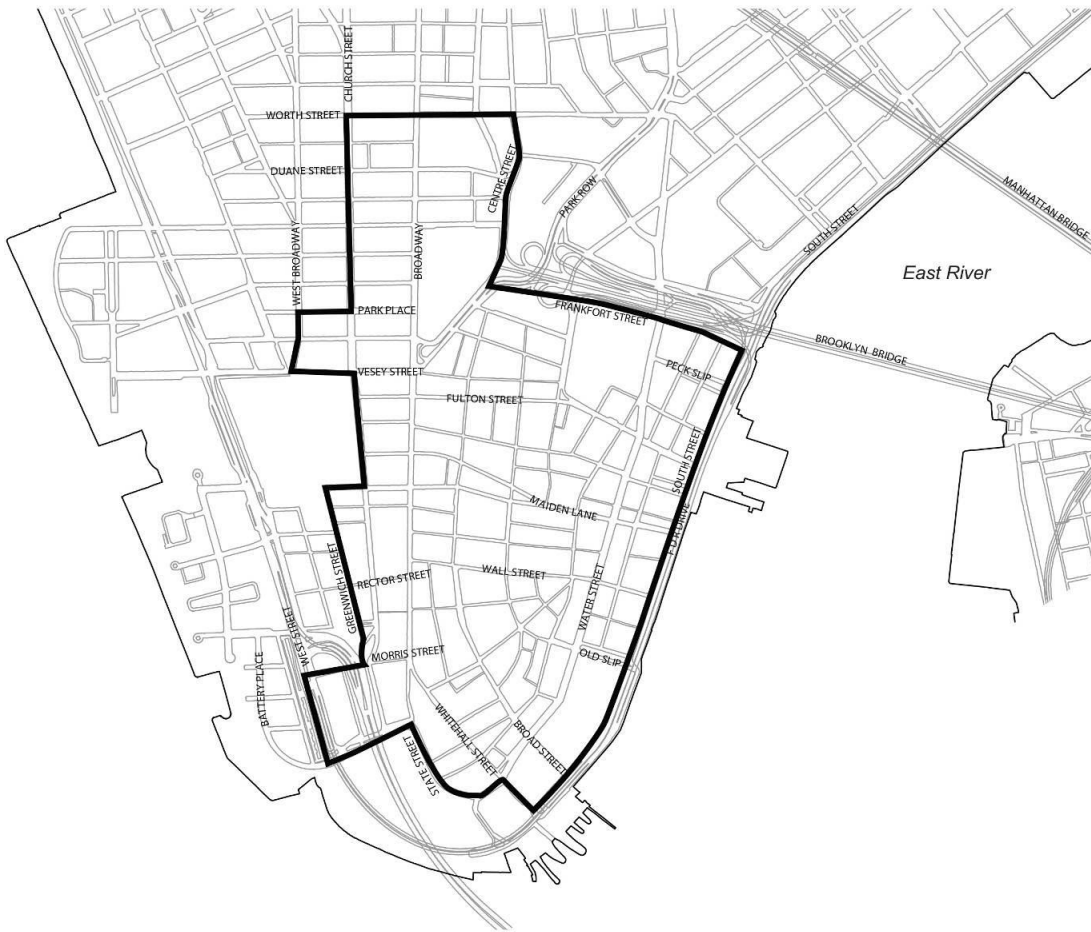 CHURCH STREET
WORTH STREET
DUANE STREET
CENTRE STREET
PARK ROW
MANHATTAN BRIDGE
SOUTH STREET
WEST BROADWAY
BROADWAY
East River
PARK PLACE
FRANKFORT STREET
BROOKLYN BRIDGE
VESEY STREET
PECK SLIP
FULTON STREET
SOUTH STREET
MAIDEN LANE
F.D.R DRIVE
GREENWICH STREET
RECTOR STREET
WALL STREET
WATER STREET
WEST STREET
MORRIS STREET
OLD SLIP
BATTERY PLACE
STATE STREET
WHITEHALL STREET
BROAD STREET